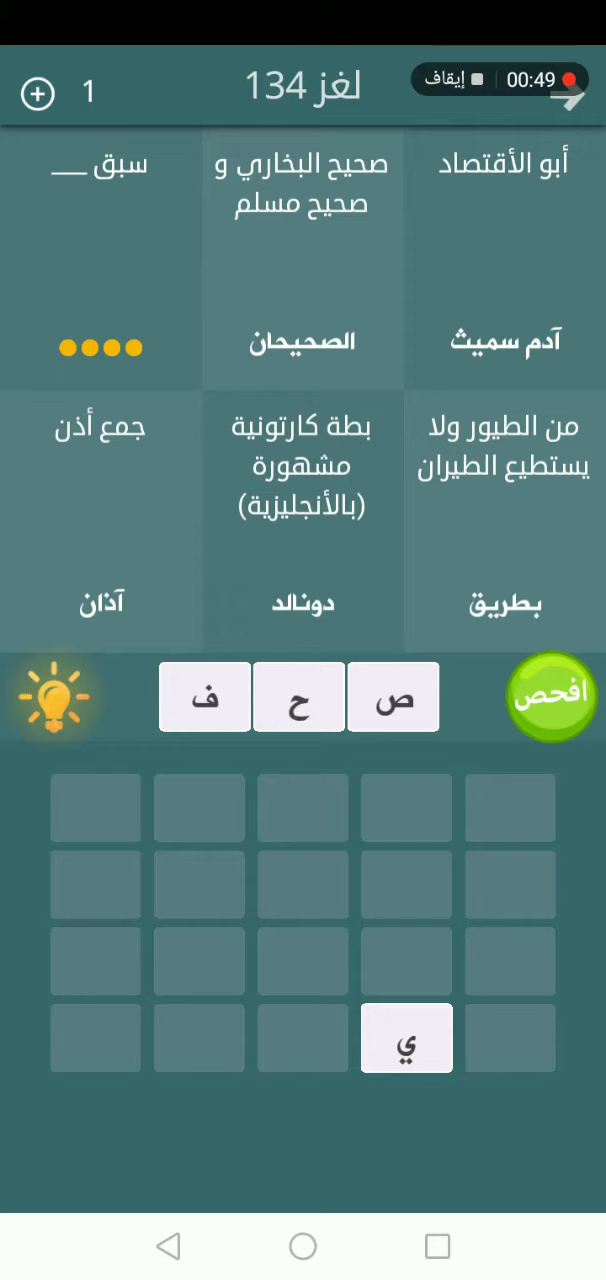 1
لغز 134
إيقاف
00:49
أبو الأقتصاد
آدم سميث
صحيح البخاري و
صحيح مسلم
الصحيحان
سبق ___
من الطيور ولا
يستطيع الطيران
بطريق
بطة كارتونية
مشهورة
(بالأنجليزية)
دونالد
جمع أذن
آذان
افحص
ص
ح
ف
ي